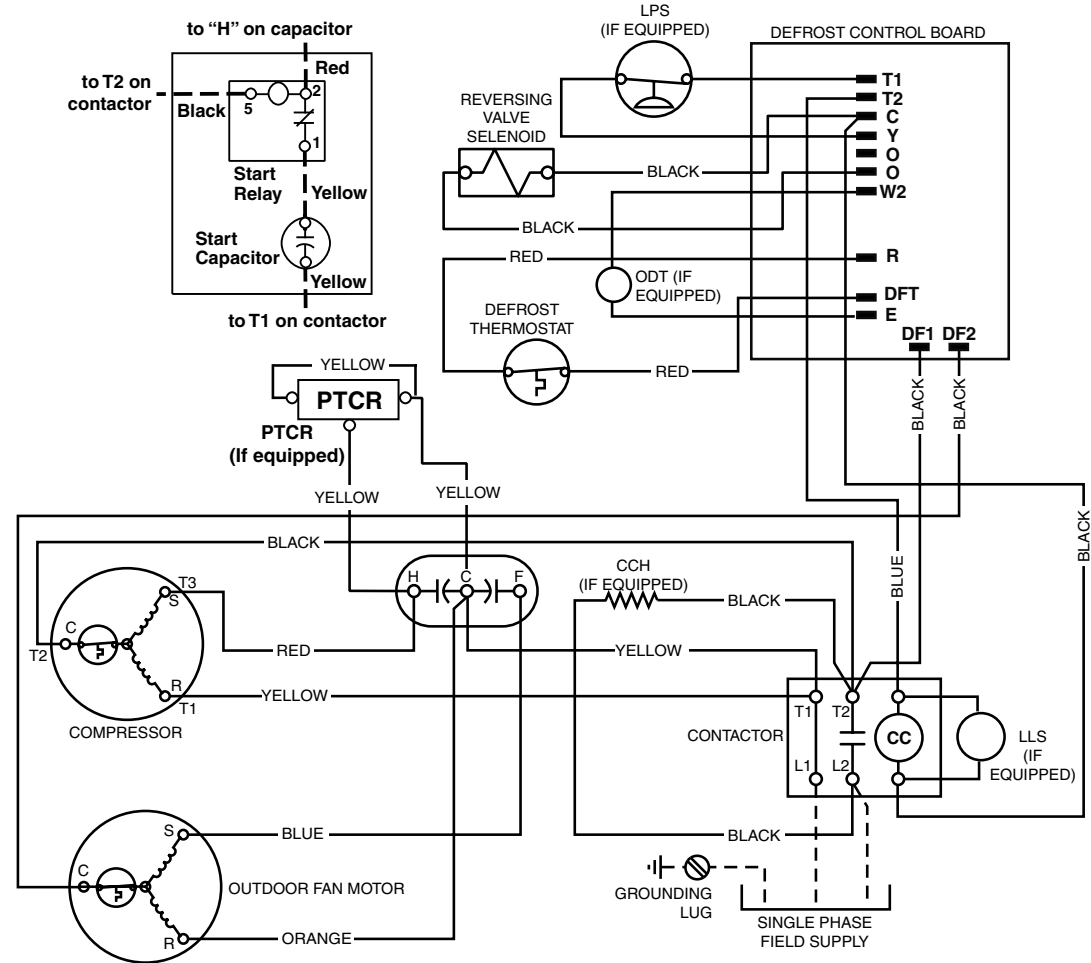 to “H” on capacitor
Red
to T2 on
contactor
Black
5
2
1
Start
Relay
Yellow
Start
Capacitor
Yellow
to T1 on contactor
LPS
(IF EQUIPPED)
DEFROST CONTROL BOARD
T1
T2
C
Y
O
O
W2
R
DFT
E
DF1 DF2
REVERSING
VALVE
SELENOID
BLACK
BLACK
RED
ODT (IF
EQUIPPED)
DEFROST
THERMOSTAT
RED
BLACK
BLACK
YELLOW
PTCR
PTCR
(If equipped)
YELLOW
YELLOW
BLACK
BLACK
BLUE
H
C
F
CCH
(IF EQUIPPED)
BLACK
T3
S
C
T2
R
T1
COMPRESSOR
RED
YELLOW
YELLOW
T1
T2
CONTACTOR
CC
L1
L2
LLS
(IF
EQUIPPED)
BLACK
S
C
R
BLUE
OUTDOOR FAN MOTOR
ORANGE
GROUNDING
LUG
SINGLE PHASE
FIELD SUPPLY